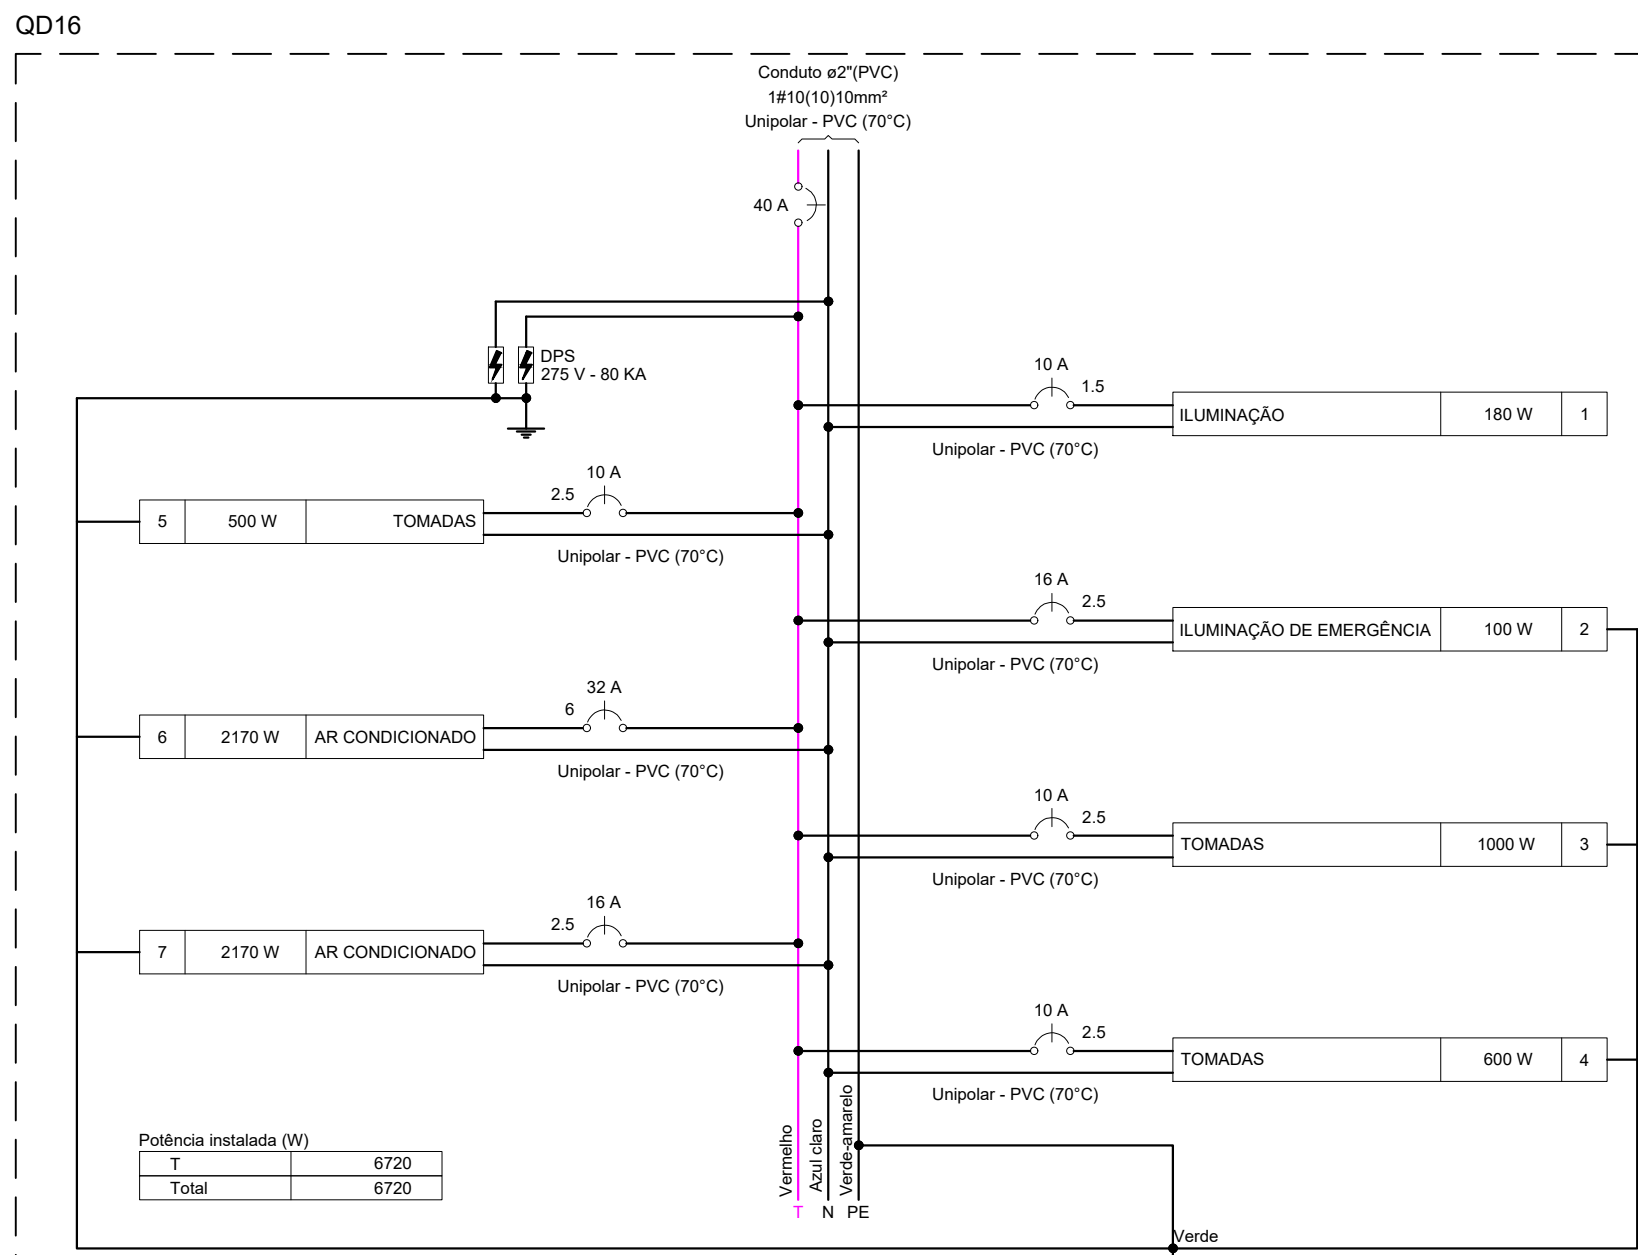 QD16
Conduto ø2"(PVC)
1#10(10)10mm²
Unipolar - PVC (70°C)
40 A
DPS
275 V - 80 KA
10 A
1.5
ILUMINAÇÃO 180 W 1
Unipolar - PVC (70°C)
10 A
2.5
5 500 W TOMADAS
Unipolar - PVC (70°C)
16 A
2.5
ILUMINAÇÃO DE EMERGÊNCIA 100 W 2
Unipolar - PVC (70°C)
32 A
6
6 2170 W AR CONDICIONADO
Unipolar - PVC (70°C)
10 A
2.5
TOMADAS 1000 W 3
Unipolar - PVC (70°C)
16 A
2.5
7 2170 W AR CONDICIONADO
Unipolar - PVC (70°C)
10 A
2.5
TOMADAS 600 W 4
Unipolar - PVC (70°C)
Potência instalada (W)
T 6720
Total 6720
Vermelho
Azul claro
Verde-amarelo
T N PE
Verde